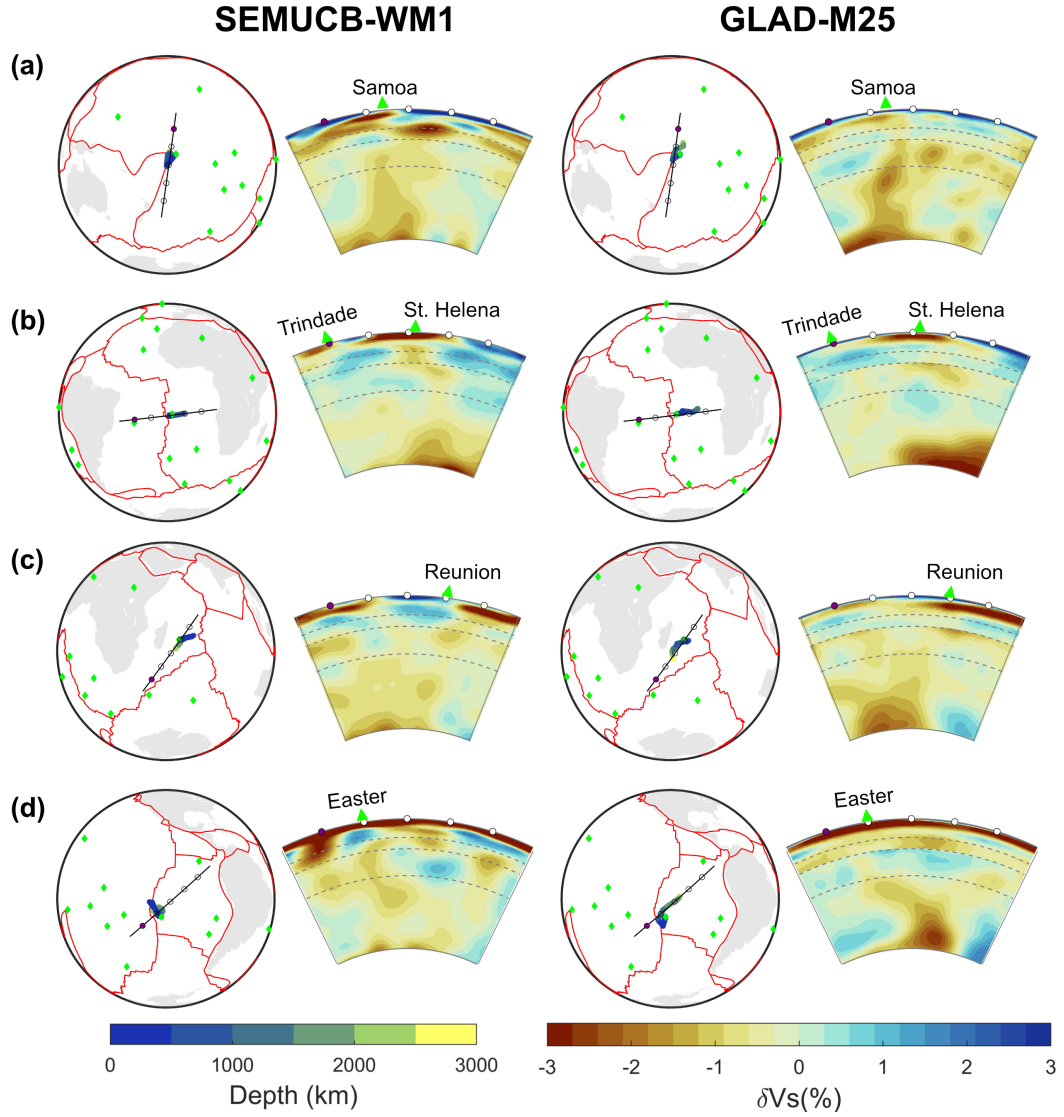 SEMUCB-WM1 GLAD-M25
(a)
Samoa Samoa
(b)
Trindade St. Helena Trindade St. Helena
(c)
Reunion Reunion
(d)
Easter Easter
0 1000 2000 3000
Depth (km)
-3 -2 -1 0 1 2 3
δVs(%)